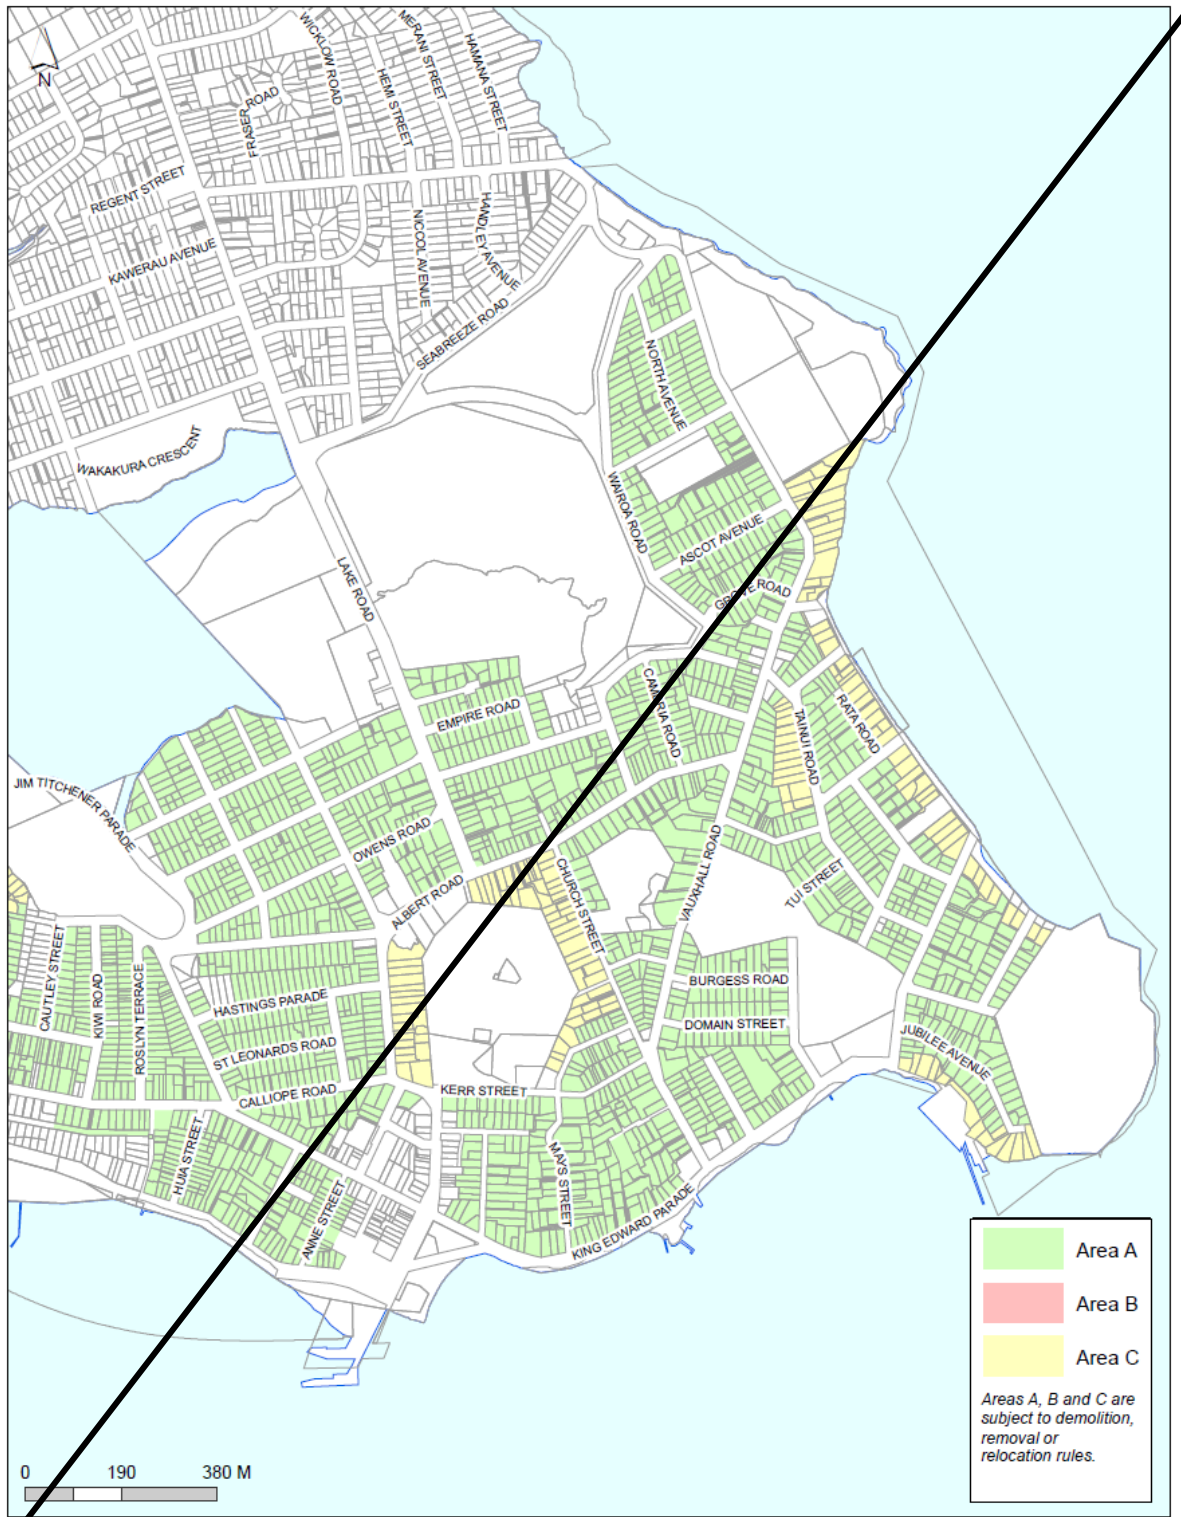 WICKLOW ROAD
MERANI STREET
HAMANA STREET
HEMI STREET
FRASER ROAD
N
REGENT STREET
KAWERAU AVENUE
NICCOL AVENUE
HANDLEY AVENUE
SEABREEZE ROAD
WAKAKURA CRESCENT
NORTH AVENUE
WAIROA ROAD
ASCOT AVENUE
GROVE ROAD
LAKE ROAD
CAMBRIA ROAD
EMPIRE ROAD
TAINUI ROAD
RATA ROAD
JIM TITCHENER PARADE
OWENS ROAD
ALBERT ROAD
CHURCH STREET
VAUXHALL ROAD
TUI STREET
CAUTLEY STREET
KIWI ROAD
ROSLYN TERRACE
HASTINGS PARADE
BURGESS ROAD
DOMAIN STREET
JUBILEE AVENUE
ST LEONARDS ROAD
CALLIOPE ROAD
KERR STREET
HUIA STREET
ANNE STREET
MAYS STREET
KING EDWARD PARADE
Area A
Area B
Area C
Areas A, B and C are
subject to demolition,
removal or
relocation rules.
0 190 380 M